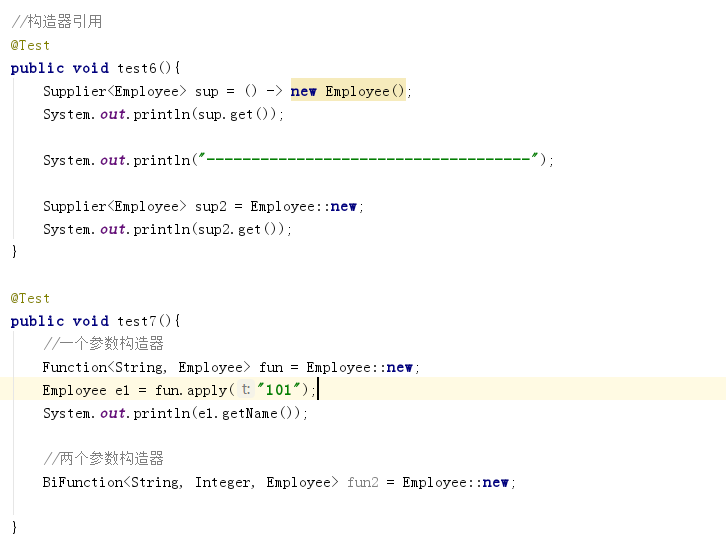 //构造器引用
@Test
public void test6(){
Supplier<Employee> sup = () -> new Employee();
System.out.println(sup.get());
System.out.println("------------------------------------");
Supplier<Employee> sup2 = Employee::new;
System.out.println(sup2.get());
}
@Test
public void test7(){
//一个参数构造器
Function<String, Employee> fun = Employee::new;
Employee e1 = fun.apply( t: "101");
System.out.println(e1.getName());
//两个参数构造器
BiFunction<String, Integer, Employee> fun2 = Employee::new;
}